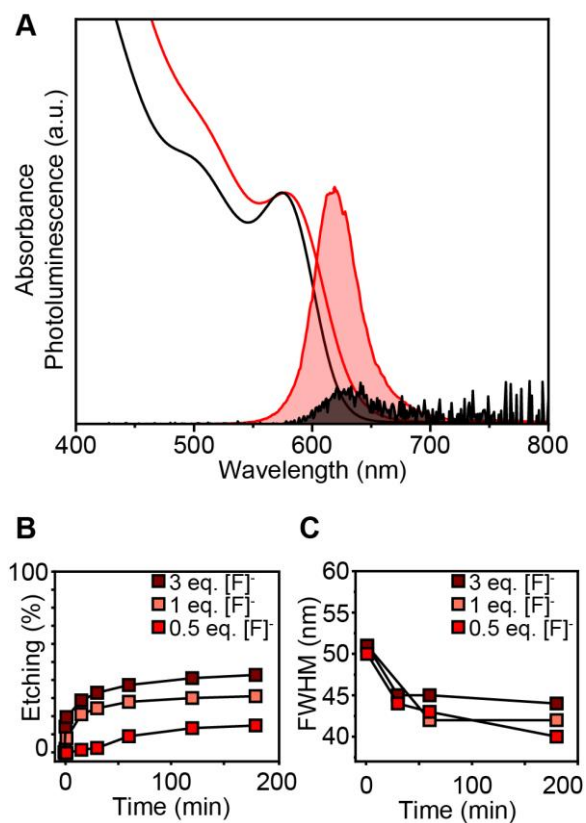 A
Absorbance
Photoluminescence (a.u.)
400 500 600 700 800
Wavelength (nm)
B
Etching (%)
100
0
3 eq. [F]⁻
1 eq. [F]⁻
0.5 eq. [F]⁻
0 100 200
Time (min)
C
FWHM (nm)
60
55
50
45
40
3 eq. [F]⁻
1 eq. [F]⁻
0.5 eq. [F]⁻
0 100 200
Time (min)